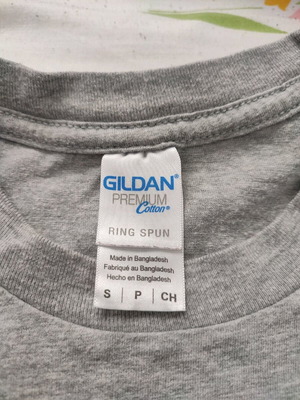 GILDAN®
PREMIUM
Cotton®
RING SPUN
Made in Bangladesh
Fabriqué au Bangladesh
Hecho en Bangladesh
S | P | CH